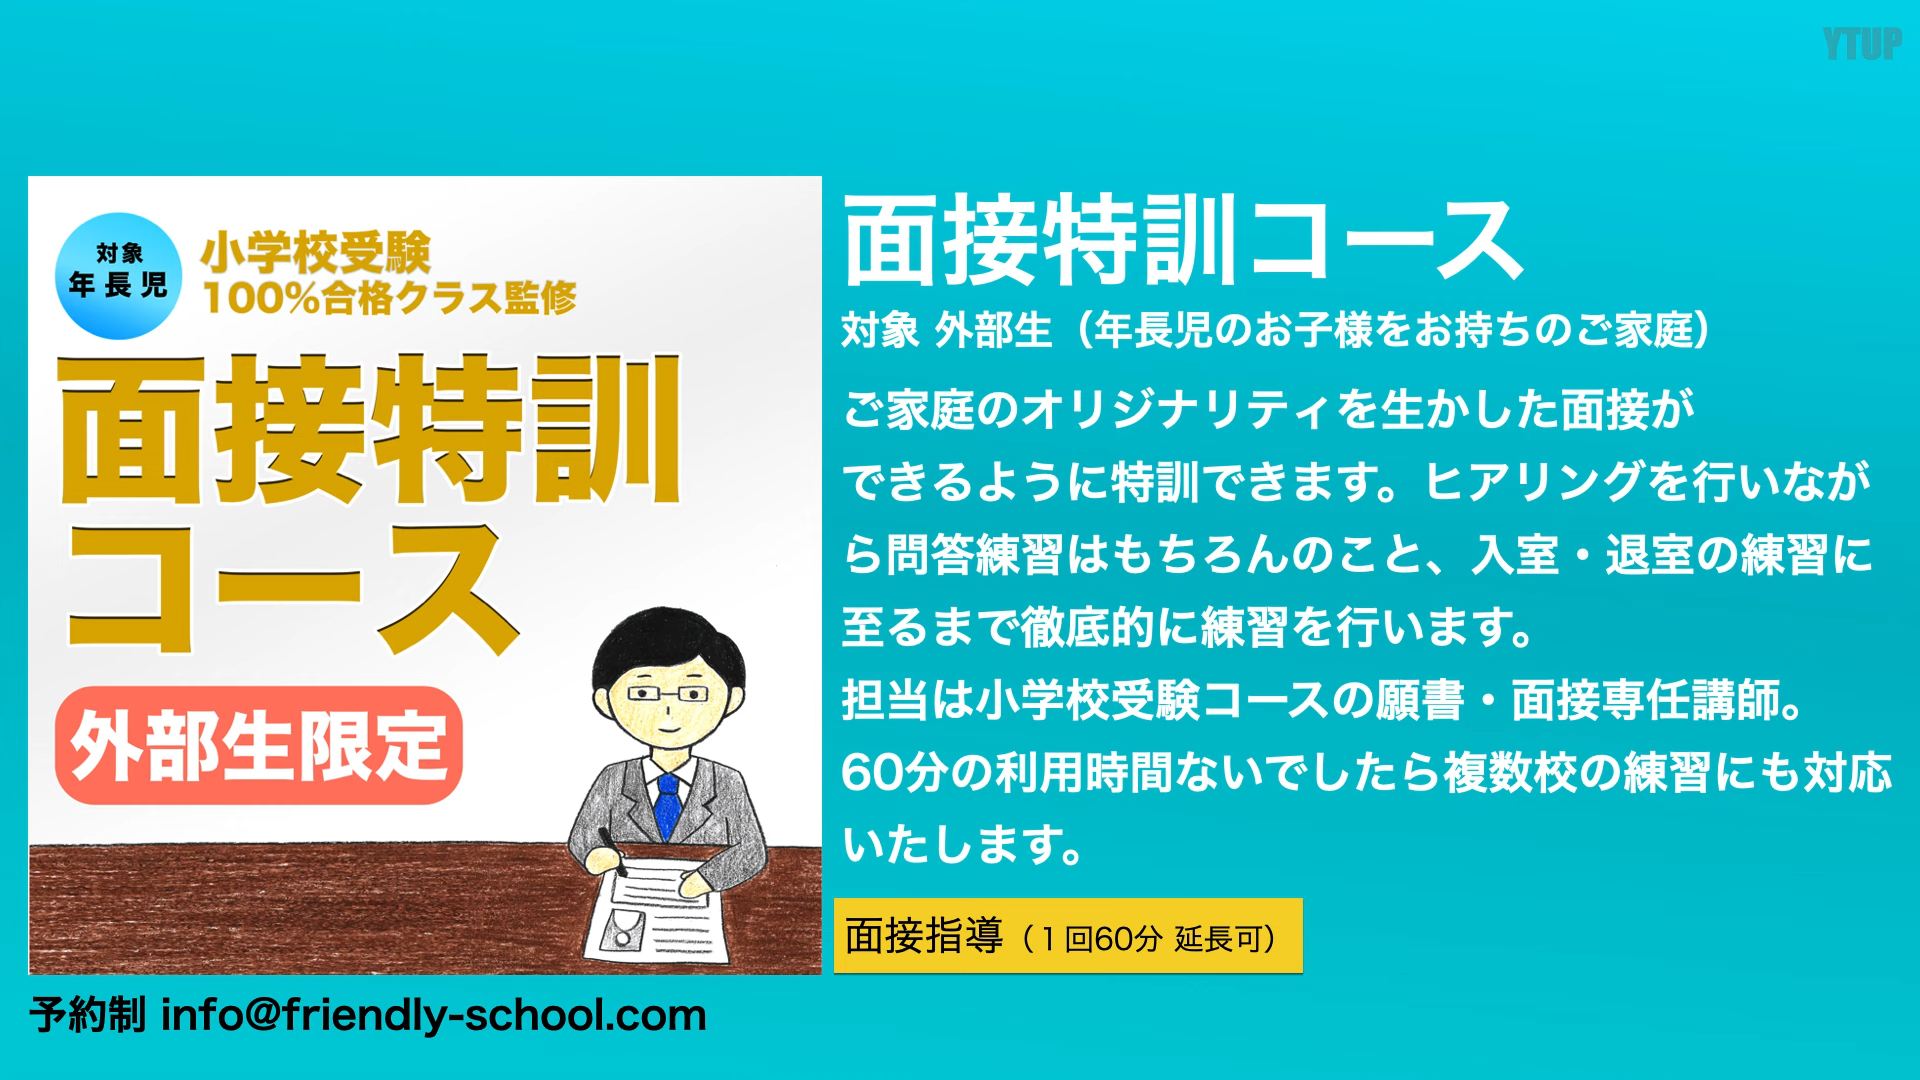 YTUP
対象
年長児
小学校受験
100%合格クラス監修
面接特訓
コース
外部生限定
予約制 info@friendly-school.com
面接特訓コース
対象 外部生（年長児のお子様をお持ちのご家庭）
ご家庭のオリジナリティを生かした面接が
できるように特訓できます。ヒアリングを行いなが
ら問答練習はもちろんのこと、入室・退室の練習に
至るまで徹底的に練習を行います。
担当は小学校受験コースの願書・面接専任講師。
60分の利用時間ないでしたら複数校の練習にも対応
いたします。
面接指導（１回60分 延長可）